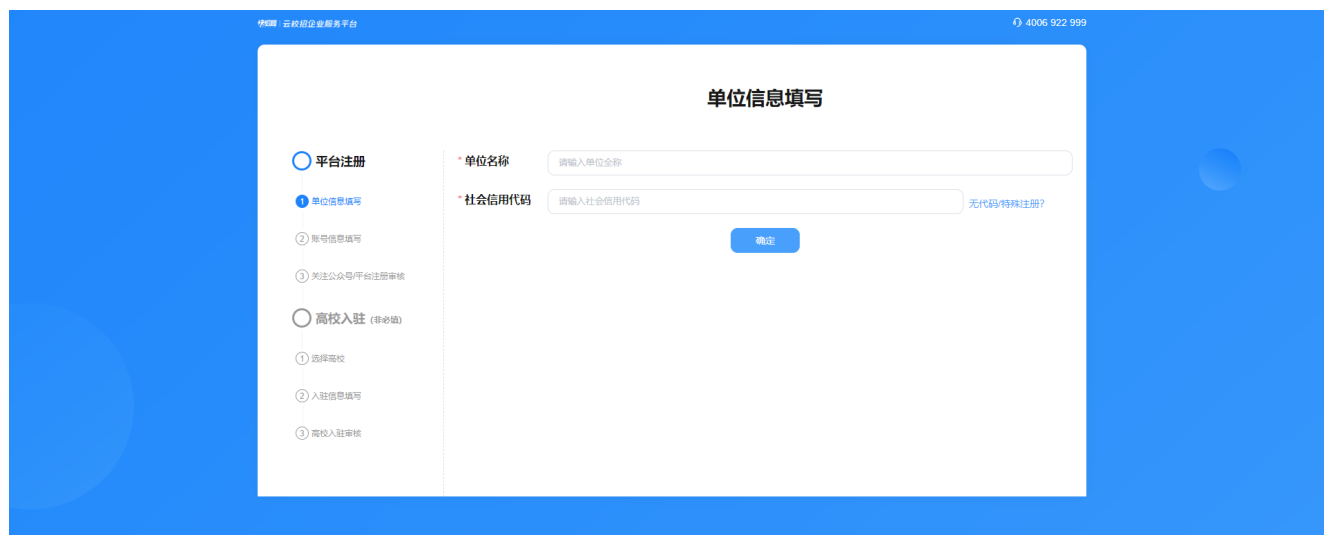 云校招企业服务平台
4006 922 999
单位信息填写
平台注册
1 单位信息填写
2 账号信息填写
3 关注公众号/平台注册审核
高校入驻 (非必填)
1 选择高校
2 入驻信息填写
3 高校入驻审核
* 单位名称 请输入单位全称
* 社会信用代码 请输入社会信用代码 无代码/特殊注册?
确定